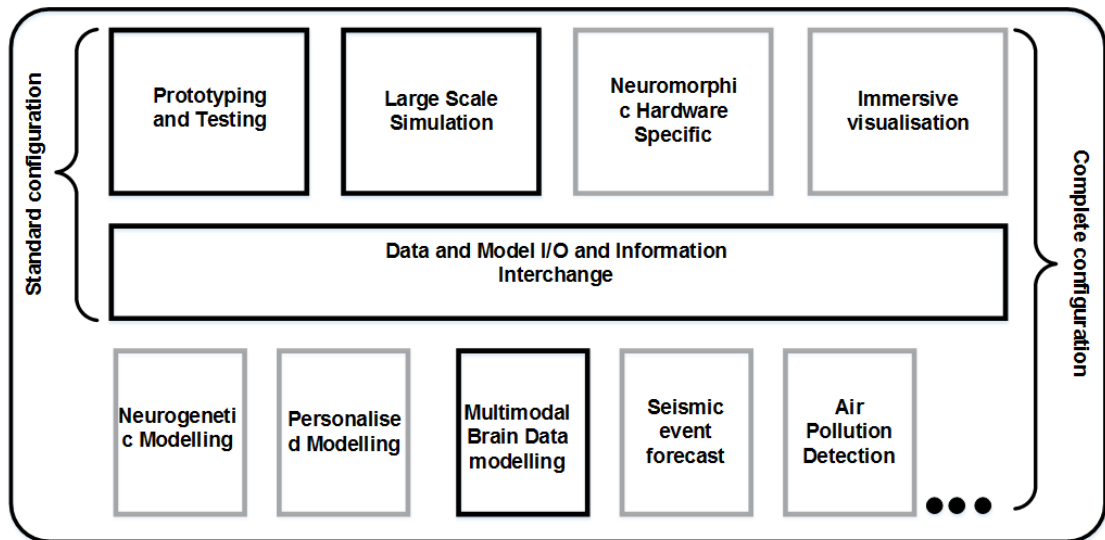 Standard configuration
Prototyping
and Testing
Large Scale
Simulation
Neuromorphi
c Hardware
Specific
Immersive
visualisation
Complete configuration
Data and Model I/O and Information
Interchange
Neurogeneti
c Modelling
Personalise
d Modelling
Multimodal
Brain Data
modelling
Seismic
event
forecast
Air
Pollution
Detection